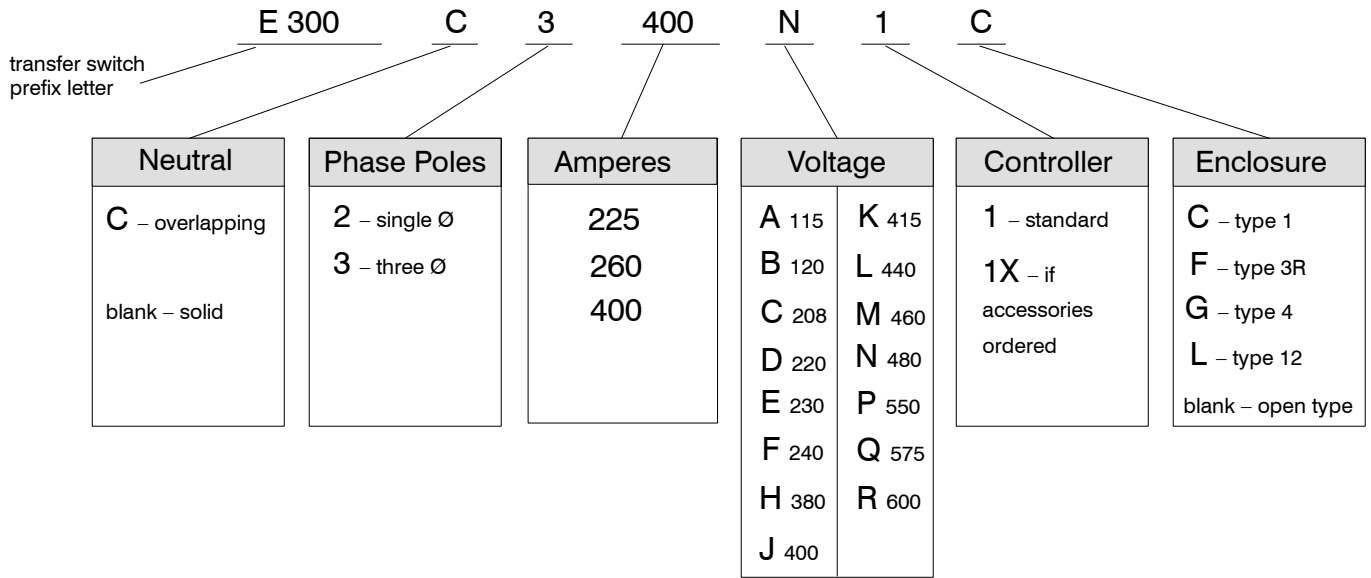 E 300 C 3 400 N 1 C
transfer switch
prefix letter
Neutral
C – overlapping
blank – solid
Phase Poles
2 – single Ø
3 – three Ø
Amperes
225
260
400
Voltage
A 115
B 120
C 208
D 220
E 230
F 240
H 380
J 400
K 415
L 440
M 460
N 480
P 550
Q 575
R 600
Controller
1 – standard
1X – if
accessories
ordered
Enclosure
C – type 1
F – type 3R
G – type 4
L – type 12
blank – open type